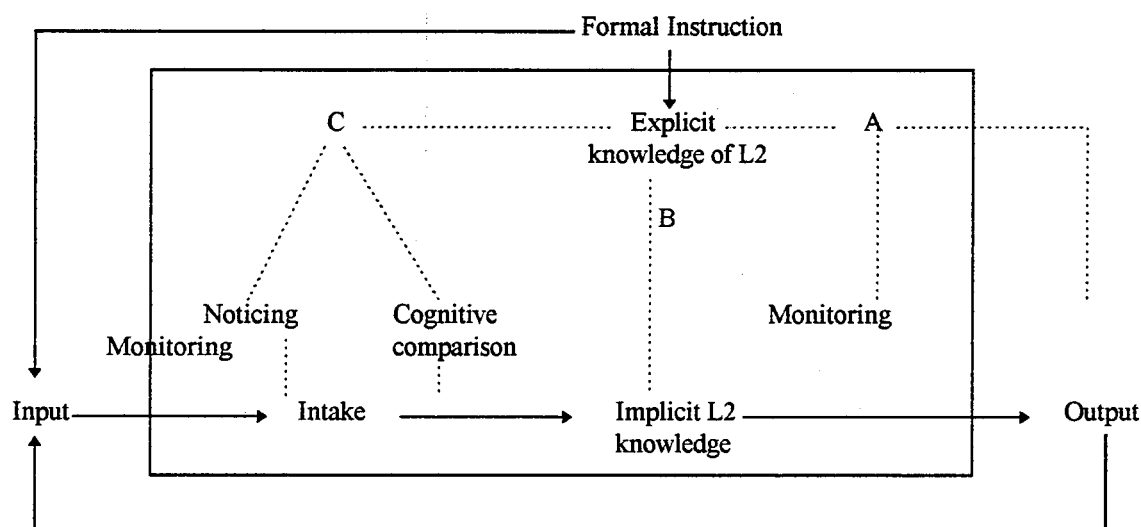 Formal Instruction
C
Explicit
knowledge of L2
A
B
Noticing
Monitoring
Cognitive
comparison
Monitoring
Input
Intake
Implicit L2
knowledge
Output